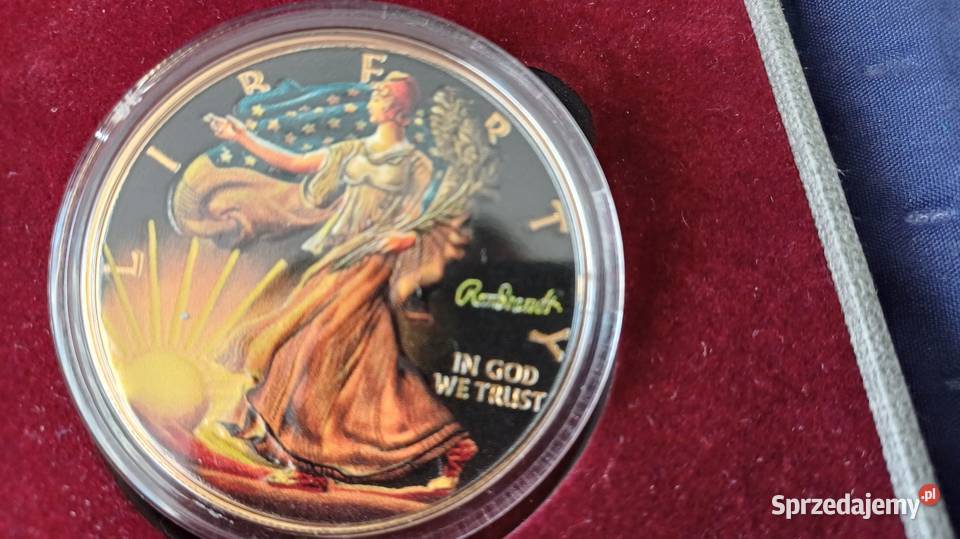 LIBERTY
Rembrandt
IN GOD
WE TRUST
Sprzedajemy.pl